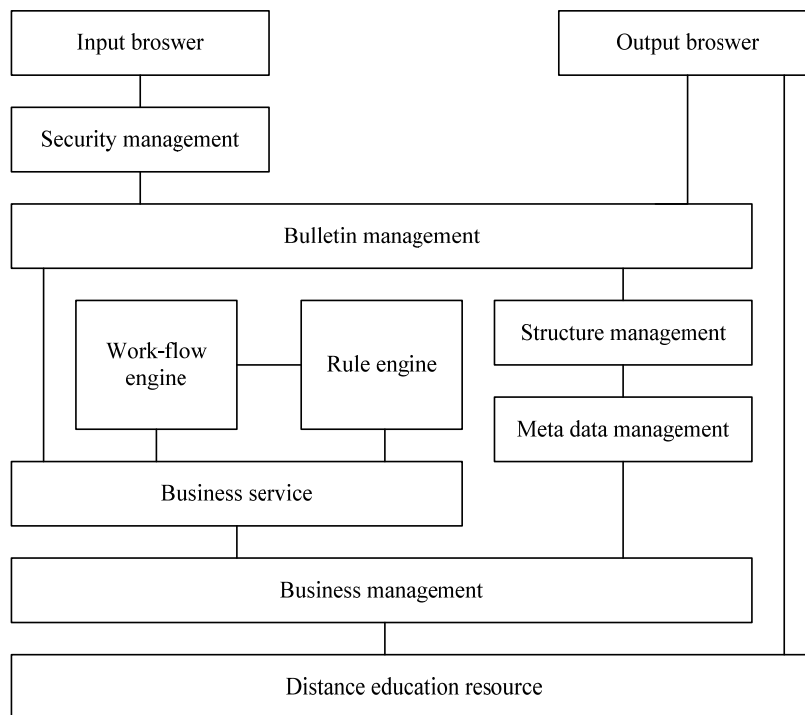 Input broswer
Output broswer
Security management
Bulletin management
Work-flow
engine
Rule engine
Structure management
Meta data management
Business service
Business management
Distance education resource